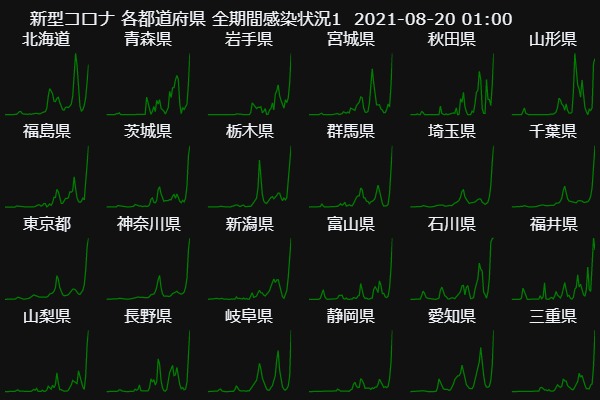 新型コロナ 各都道府県 全期間感染状況1 2021-08-20 01:00
北海道 青森県 岩手県 宮城県 秋田県 山形県
福島県 茨城県 栃木県 群馬県 埼玉県 千葉県
東京都 神奈川県 新潟県 富山県 石川県 福井県
山梨県 長野県 岐阜県 静岡県 愛知県 三重県